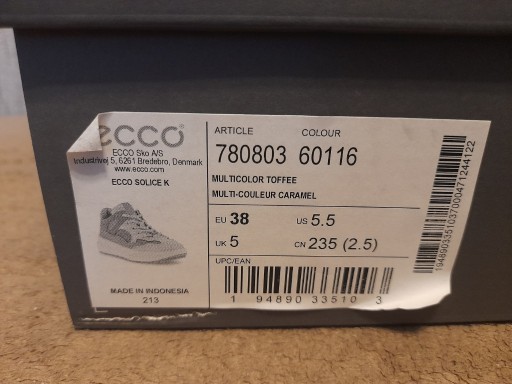 ecco
ECCO Sko A/S
Industrivej 5, 6261 Bredebro, Denmark
www.ecco.com
ECCO SOLICE K
MADE IN INDONESIA
213
ARTICLE COLOUR
780803 60116
MULTICOLOR TOFFEE
MULTI-COULEUR CARAMEL
EU 38 US 5.5
UK 5 CN 235 (2.5)
UPC/EAN
1 94890 33510 3
194890335103700047124​4122